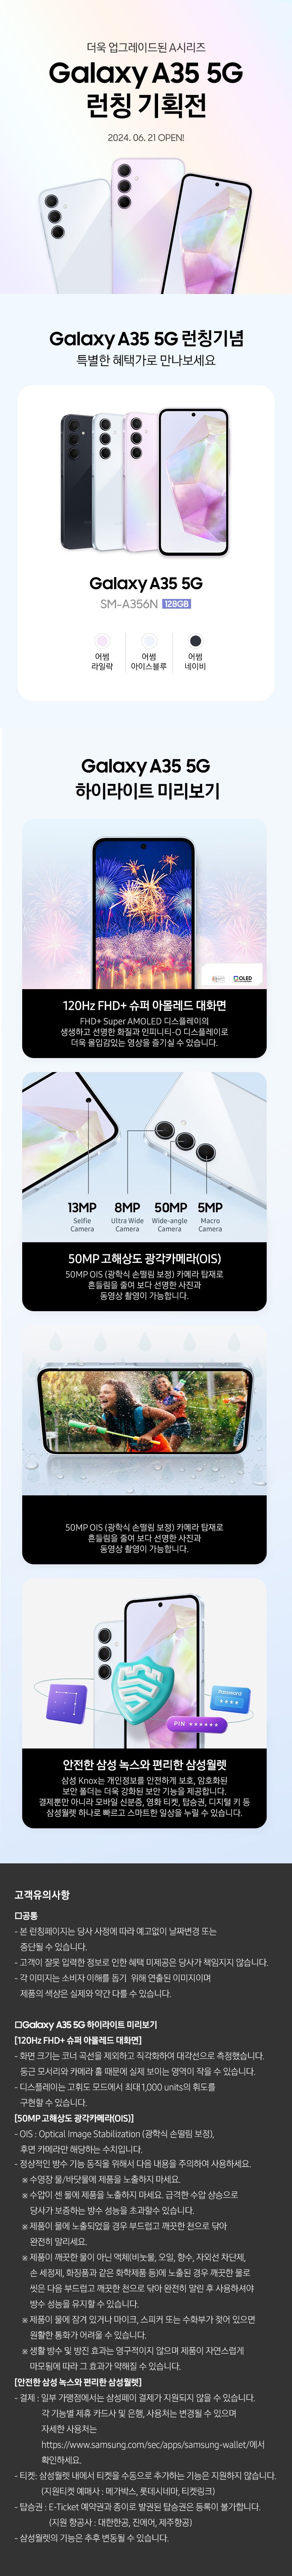 더욱 업그레이드된 A시리즈
Galaxy A35 5G
런칭 기획전
2024. 06. 21 OPEN!
Galaxy A35 5G 런칭기념
특별한 혜택가로 만나보세요
Galaxy A35 5G
SM-A356N 128GB
어썸
라일락
어썸
아이스블루
어썸
네이비
Galaxy A35 5G
하이라이트 미리보기
OLED
120Hz FHD+ 슈퍼 아몰레드 대화면
FHD+ Super AMOLED 디스플레이의
생생하고 선명한 화질과 인피니티-O 디스플레이로
더욱 몰입감있는 영상을 즐기실 수 있습니다.
13MP 8MP 50MP 5MP
Selfie Camera
Ultra Wide Camera
Wide-angle Camera
Macro Camera
50MP 고해상도 광각카메라(OIS)
50MP OIS (광학식 손떨림 보정) 카메라 탑재로
흔들림을 줄여 보다 선명한 사진과
동영상 촬영이 가능합니다.
50MP OIS (광학식 손떨림 보정) 카메라 탑재로
흔들림을 줄여 보다 선명한 사진과
동영상 촬영이 가능합니다.
Password
PIN ******
안전한 삼성 녹스와 편리한 삼성월렛
삼성 Knox는 개인정보를 안전하게 보호, 암호화된
보안 폴더는 더욱 강화된 보안 기능을 제공합니다.
결제뿐만 아니라 모바일 신분증, 영화 티켓, 탑승권, 디지털 키 등
삼성월렛 하나로 빠르고 스마트한 일상을 누릴 수 있습니다.
고객유의사항
□공통
- 본 런칭페이지는 당사 사정에 따라 예고없이 날짜변경 또는
중단될 수 있습니다.
- 고객이 잘못 입력한 정보로 인한 혜택 미제공은 당사가 책임지지 않습니다.
- 각 이미지는 소비자 이해를 돕기 위해 연출된 이미지이며
제품의 색상은 실제와 약간 다를 수 있습니다.
□Galaxy A35 5G 하이라이트 미리보기
[120Hz FHD+ 슈퍼 아몰레드 대화면]
- 화면 크기는 코너 곡선을 제외하고 직각화하여 대각선으로 측정했습니다.
둥근 모서리와 카메라 홀 때문에 실제 보이는 영역이 작을 수 있습니다.
- 디스플레이는 고휘도 모드에서 최대 1,000 units의 휘도를
구현할 수 있습니다.
[50MP 고해상도 광각카메라(OIS)]
- OIS : Optical Image Stabilization (광학식 손떨림 보정),
후면 카메라만 해당하는 수치입니다.
- 정상적인 방수 기능 동작을 위해서 다음 내용을 주의하여 사용하세요.
※ 수영장 물/바닷물에 제품을 노출하지 마세요.
※ 수압이 센 물에 제품을 노출하지 마세요. 급격한 수압 상승으로
당사가 보증하는 방수 성능을 초과할수 있습니다.
※ 제품이 물에 노출되었을 경우 부드럽고 깨끗한 천으로 닦아
완전히 말리세요.
※ 제품이 깨끗한 물이 아닌 액체(비눗물, 오일, 향수, 자외선 차단제,
손 세정제, 화장품과 같은 화학제품 등)에 노출된 경우 깨끗한 물로
씻은 다음 부드럽고 깨끗한 천으로 닦아 완전히 말린 후 사용하셔야
방수 성능을 유지할 수 있습니다.
※ 제품이 물에 잠겨 있거나 마이크, 스피커 또는 수화부가 젖어 있으면
원활한 통화가 어려울 수 있습니다.
※ 생활 방수 및 방진 효과는 영구적이지 않으며 제품이 자연스럽게
마모됨에 따라 그 효과가 약해질 수 있습니다.
[안전한 삼성 녹스와 편리한 삼성월렛]
- 결제 : 일부 가맹점에서는 삼성페이 결제가 지원되지 않을 수 있습니다.
각 기능별 제휴 카드사 및 은행, 사용처는 변경될 수 있으며
자세한 사용처는
https://www.samsung.com/sec/apps/samsung-wallet/에서
확인하세요.
- 티켓: 삼성월렛 내에서 티켓을 수동으로 추가하는 기능은 지원하지 않습니다.
(지원티켓 예매사 : 메가박스, 롯데시네마, 티켓링크)
- 탑승권 : E-Ticket 예약권과 종이로 발권된 탑승권은 등록이 불가합니다.
(지원 항공사 : 대한한공, 진에어, 제주항공)
- 삼성월렛의 기능은 추후 변동될 수 있습니다.